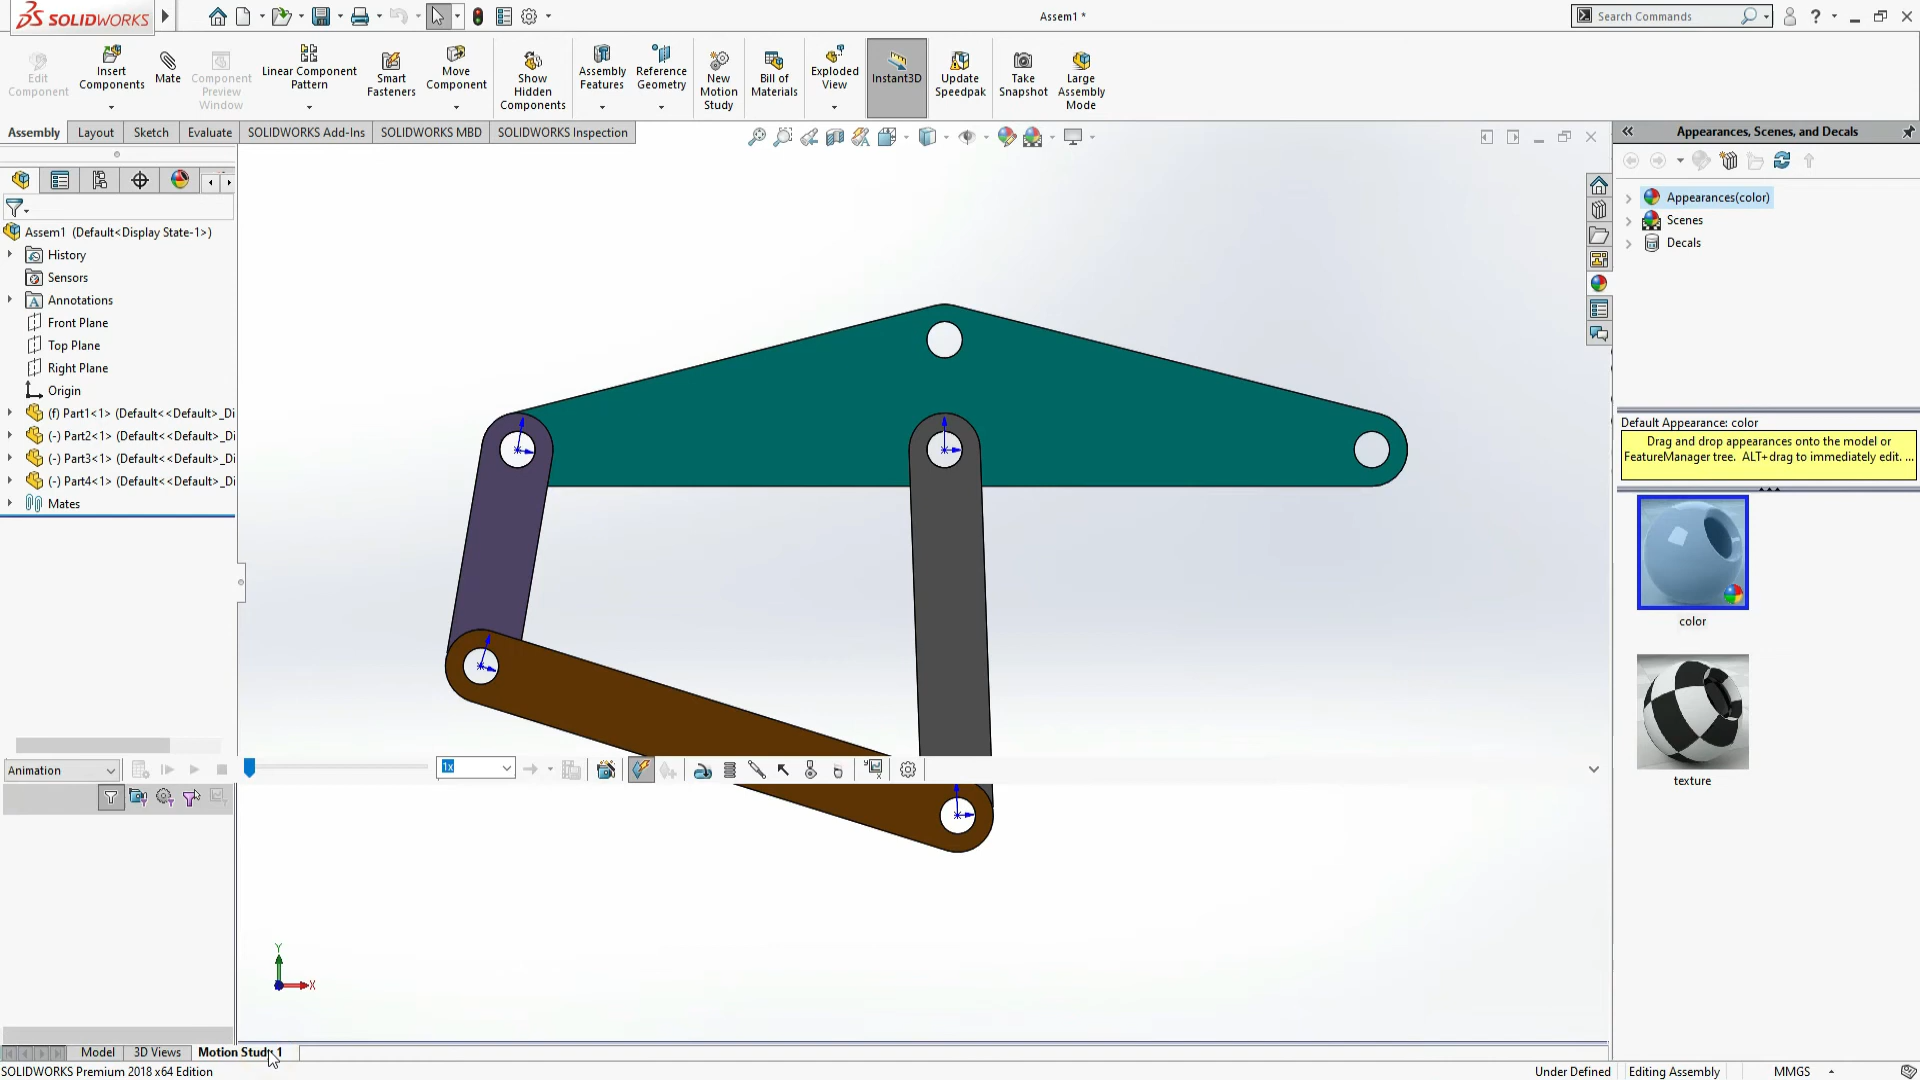 SOLIDWORKS
Assem1 *
Search Commands
Edit Component
Insert Components
Mate
Component Preview Window
Linear Component Pattern
Smart Fasteners
Move Component
Show Hidden Components
Assembly Features
Reference Geometry
New Motion Study
Bill of Materials
Exploded View
Instant3D
Update Speedpak
Take Snapshot
Large Assembly Mode
Assembly
Layout
Sketch
Evaluate
SOLIDWORKS Add-Ins
SOLIDWORKS MBD
SOLIDWORKS Inspection
Appearances, Scenes, and Decals
Assem1 (Default<Display State-1>)
History
Sensors
Annotations
Front Plane
Top Plane
Right Plane
Origin
(f) Part1<1> (Default<<Default>_Di
(-) Part2<1> (Default<<Default>_Di
(-) Part3<1> (Default<<Default>_Di
(-) Part4<1> (Default<<Default>_Di
Mates
Appearances(color)
Scenes
Decals
Default Appearance: color
Drag and drop appearances onto the model or
FeatureManager tree. ALT+drag to immediately edit. ...
color
texture
Animation
1x
Y
X
Model
3D Views
Motion Study 1
SOLIDWORKS Premium 2018 x64 Edition
Under Defined
Editing Assembly
MMGS